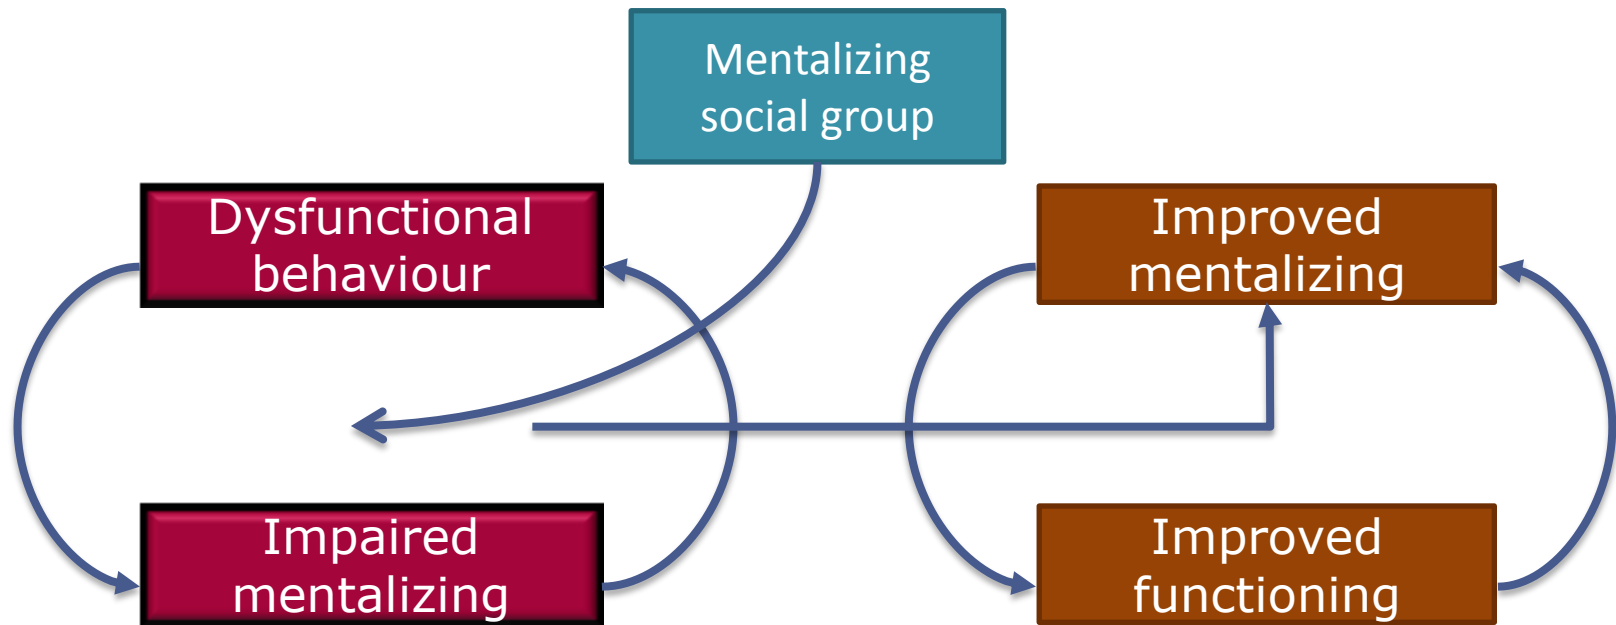 Mentalizing
social group
Dysfunctional
behaviour
Improved
mentalizing
Impaired
mentalizing
Improved
functioning